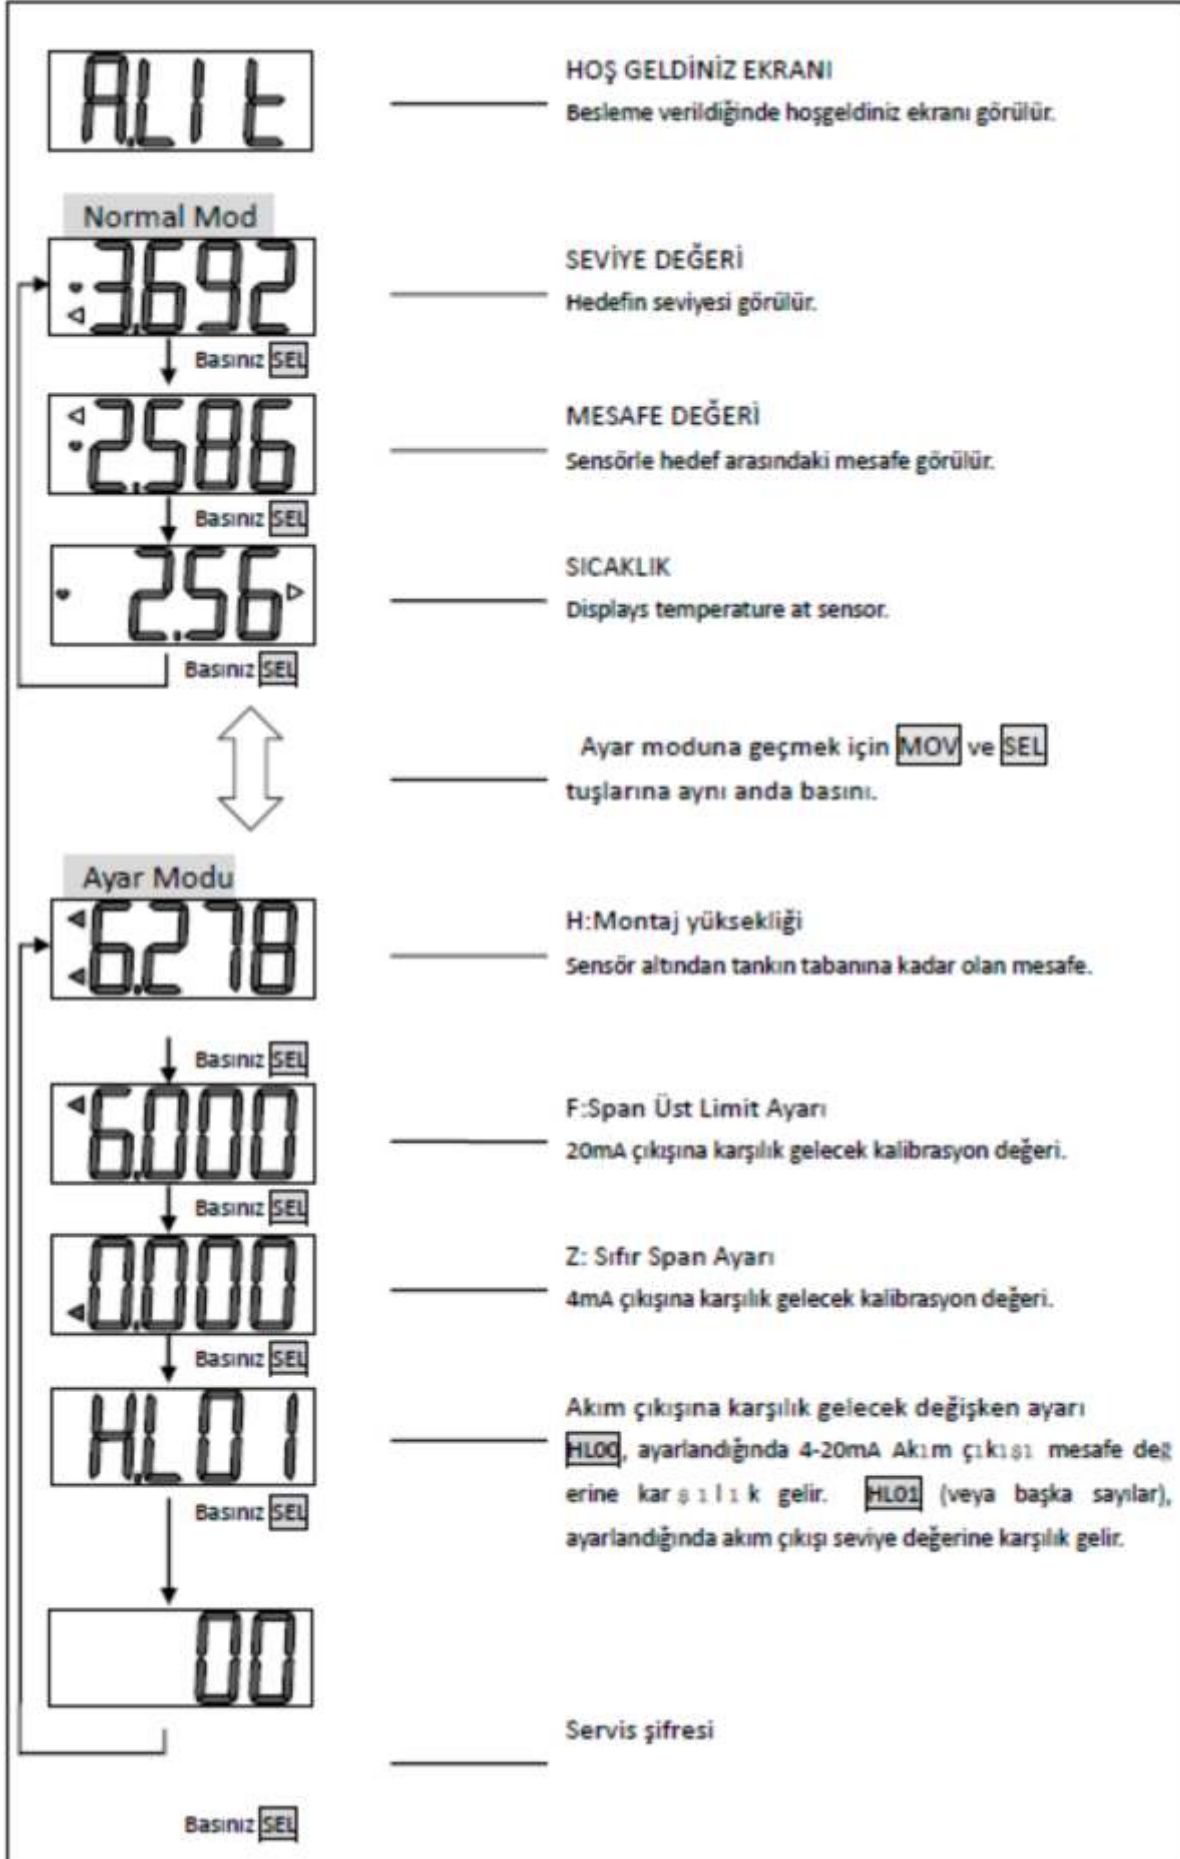 A.LIt
HOŞ GELDİNİZ EKRANI
Besleme verildiğinde hoşgeldiniz ekranı görülür.
Normal Mod
3.692
SEVİYE DEĞERİ
Hedefin seviyesi görülür.
Basınız SEL
2.586
MESAFE DEĞERİ
Sensörle hedef arasındaki mesafe görülür.
Basınız SEL
2.56
SICAKLIK
Displays temperature at sensor.
Basınız SEL
Ayar moduna geçmek için MOV ve SEL
tuşlarına aynı anda basını.
Ayar Modu
6.278
H:Montaj yüksekliği
Sensör altından tankın tabanına kadar olan mesafe.
Basınız SEL
6.000
F:Span Üst Limit Ayarı
20mA çıkışına karşılık gelecek kalibrasyon değeri.
Basınız SEL
0.000
Z: Sıfır Span Ayarı
4mA çıkışına karşılık gelecek kalibrasyon değeri.
Basınız SEL
H.L01
Akım çıkışına karşılık gelecek değişken ayarı
HL00, ayarlandığında 4-20mA Akım çıkışı mesafe değ
erine karşılık gelir. HL01 (veya başka sayılar),
ayarlandığında akım çıkışı seviye değerine karşılık gelir.
Basınız SEL
00
Servis şifresi
Basınız SEL